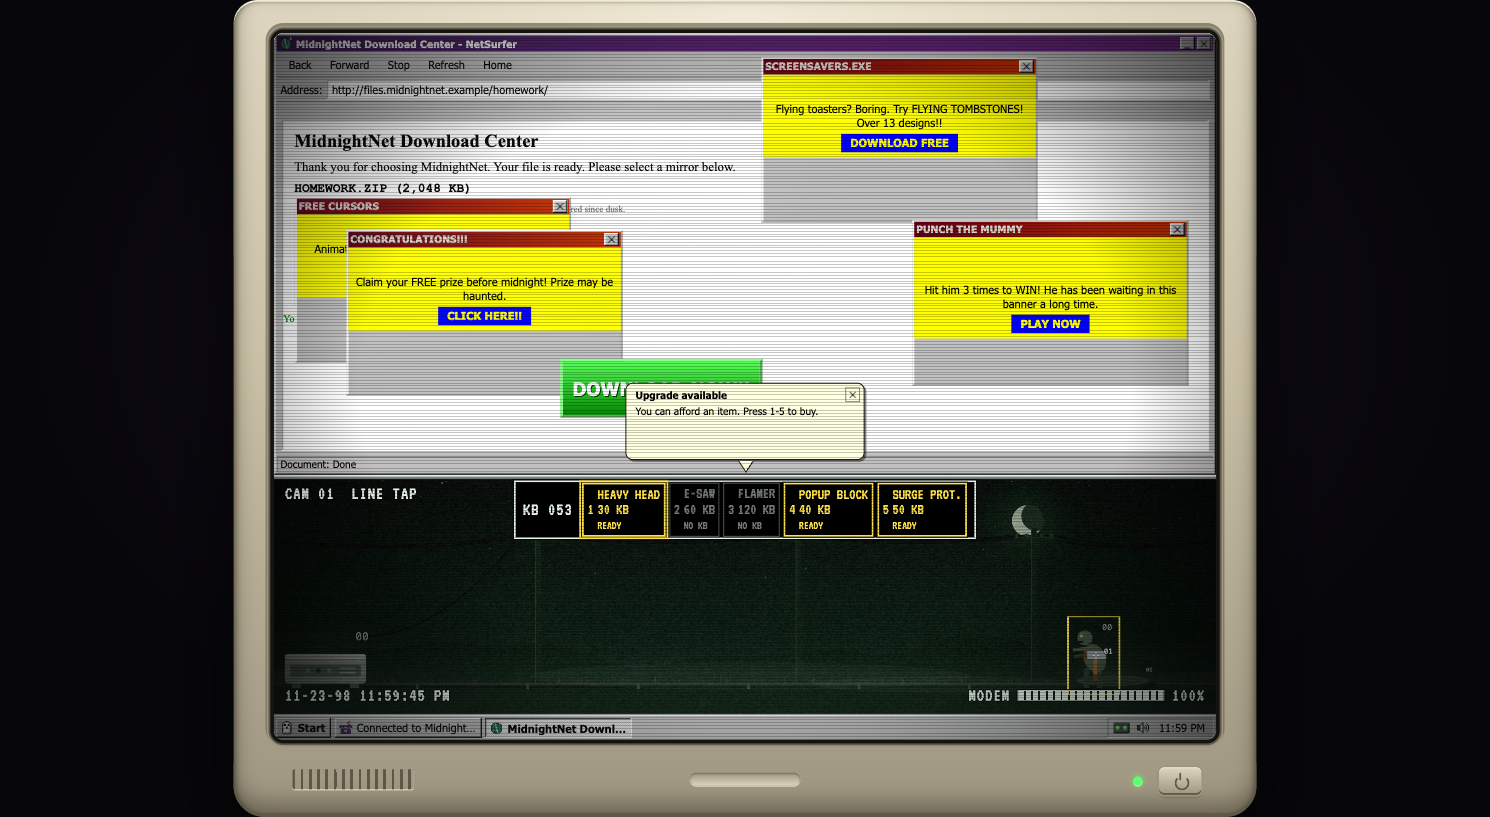 MidnightNet Download Center - NetSurfer
Back Forward Stop Refresh Home
Address: http://files.midnightnet.example/homework/
SCREENSAVERS.EXE
Flying toasters? Boring. Try FLYING TOMBSTONES!
Over 13 designs!!
DOWNLOAD FREE
MidnightNet Download Center
Thank you for choosing MidnightNet. Your file is ready. Please select a mirror below.
HOMEWORK.ZIP (2,048 KB)
FREE CURSORS
since dusk.
CONGRATULATIONS!!!
Claim your FREE prize before midnight! Prize may be
haunted.
CLICK HERE!!
PUNCH THE MUMMY
Hit him 3 times to WIN! He has been waiting in this
banner a long time.
PLAY NOW
Upgrade available
You can afford an item. Press 1-5 to buy.
Document: Done
CAM 01 LINE TAP
KB 053
HEAVY HEAD
1 30 KB
READY
E-SAW
2 60 KB
NO KB
FLAMER
3 120 KB
NO KB
POPUP BLOCK
4 40 KB
READY
SURGE PROT.
5 50 KB
READY
00
00
01
00
11-23-98 11:59:45 PM
MODEM 100%
Start
Connected to Midnight...
MidnightNet Downl...
11:59 PM